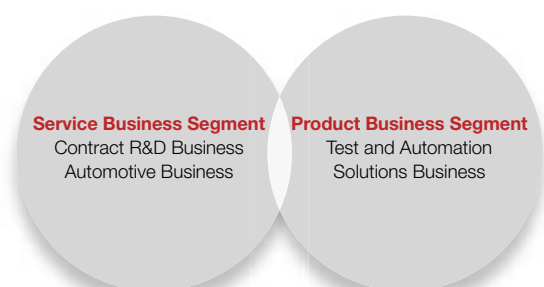 Service Business Segment
Contract R&D Business
Automotive Business
Product Business Segment
Test and Automation
Solutions Business